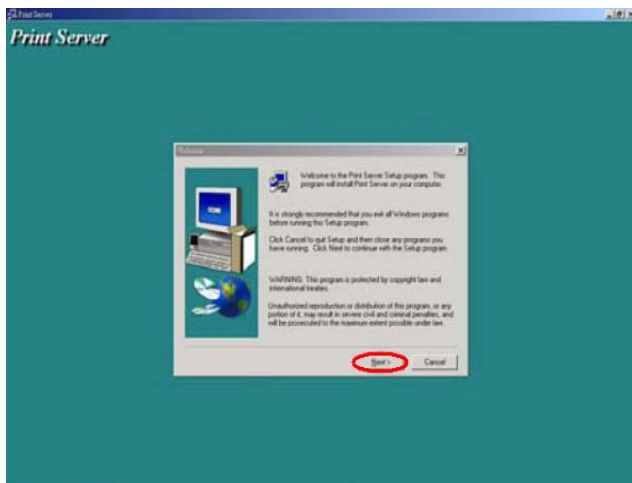 Print Server
Print Server
Welcome
Welcome to the Print Server Setup program. This
program will install Print Server on your computer.
It is strongly recommended that you exit all Windows programs
before running this Setup program.
Click Cancel to quit Setup and then close any programs you
have running. Click Next to continue with the Setup program.
WARNING: This program is protected by copyright law and
international treaties.
Unauthorized reproduction or distribution of this program, or any
portion of it, may result in severe civil and criminal penalties, and
will be prosecuted to the maximum extent possible under law.
Next > Cancel